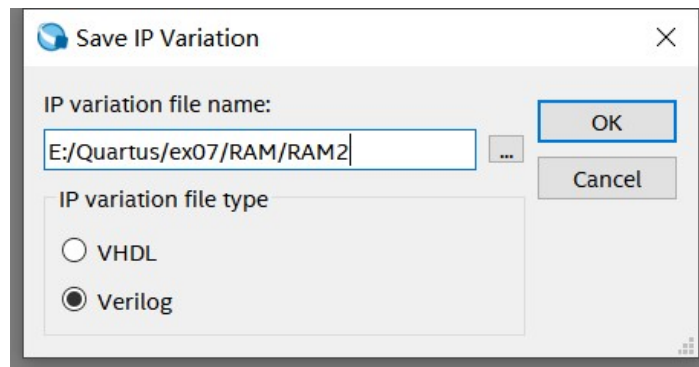 Save IP Variation
IP variation file name:
E:/Quartus/ex07/RAM/RAM2
...
OK
Cancel
IP variation file type
VHDL
Verilog